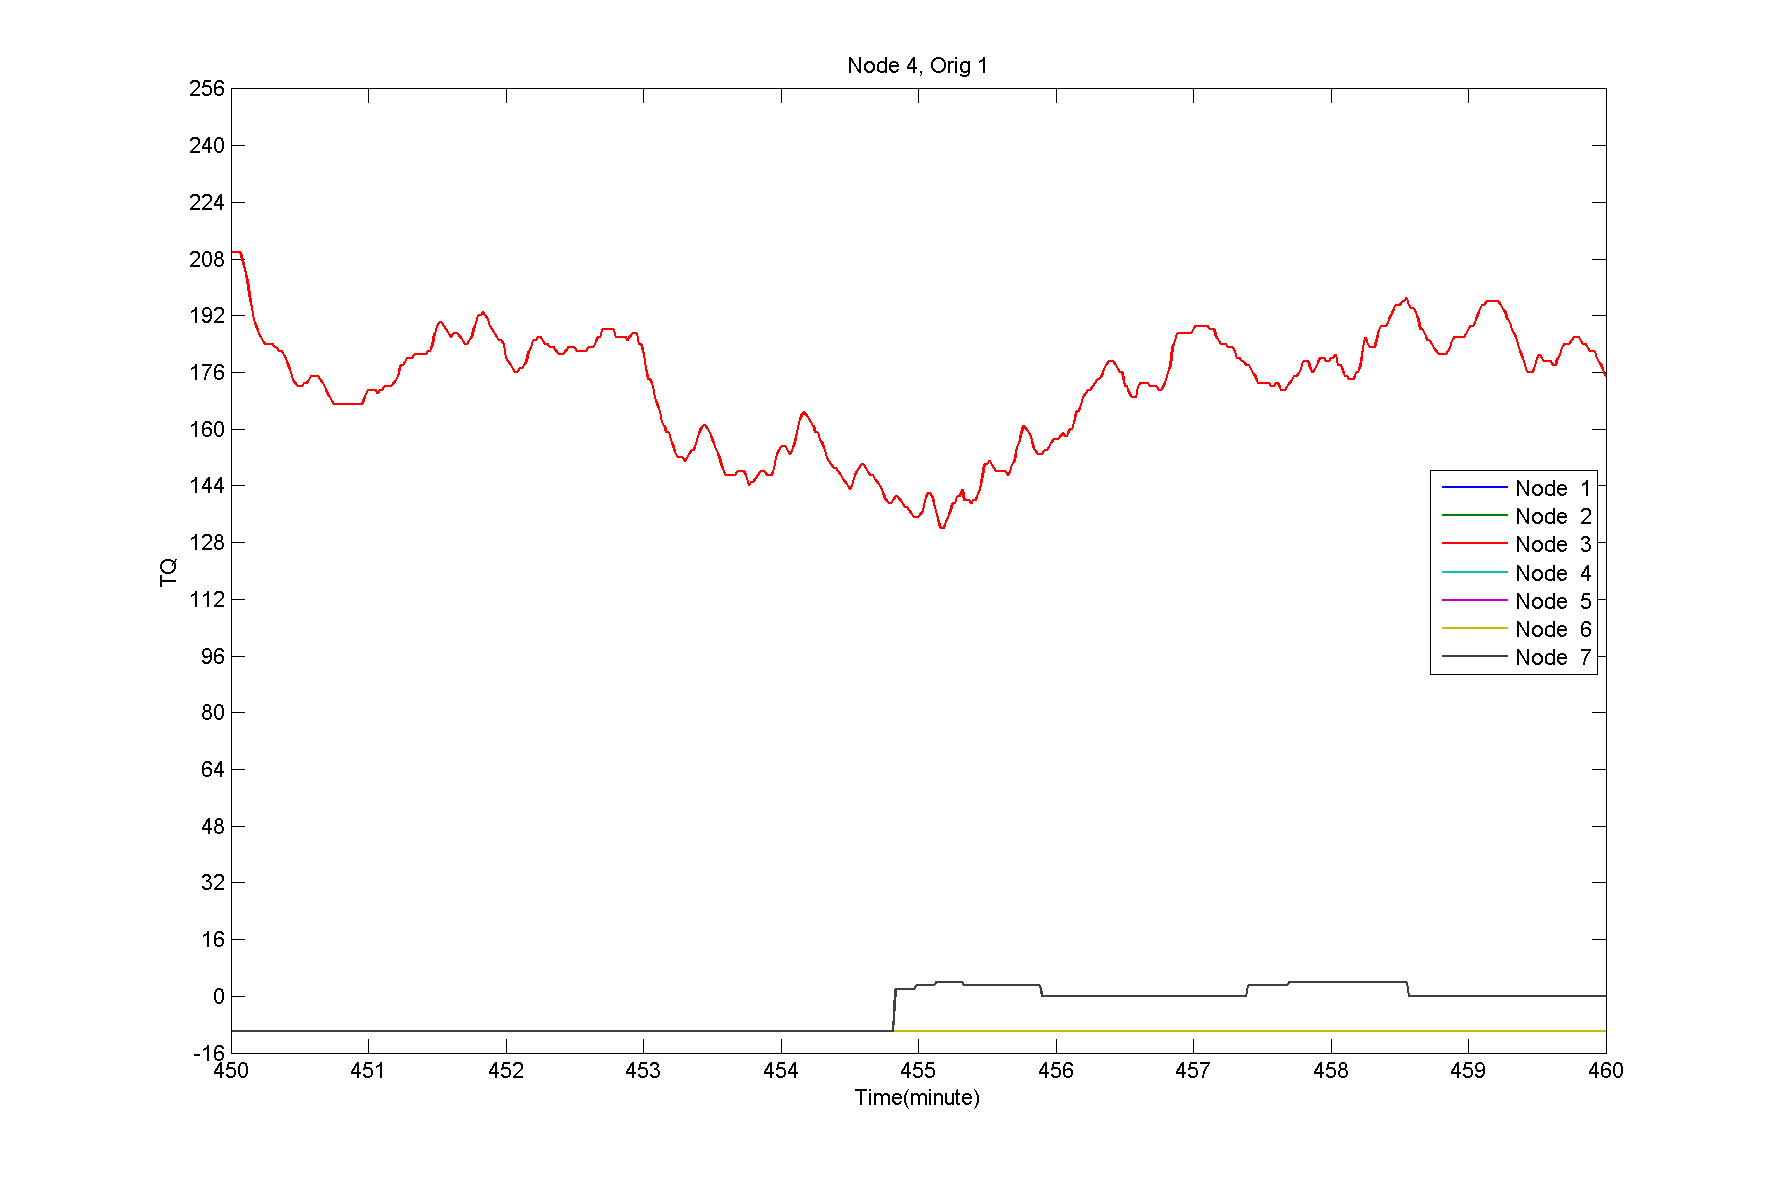 Node 4, Orig 1
256
240
224
208
192
176
160
144
128
112
96
80
64
48
32
16
0
-16
TQ
Node 1
Node 2
Node 3
Node 4
Node 5
Node 6
Node 7
450 451 452 453 454 455 456 457 458 459 460
Time(minute)